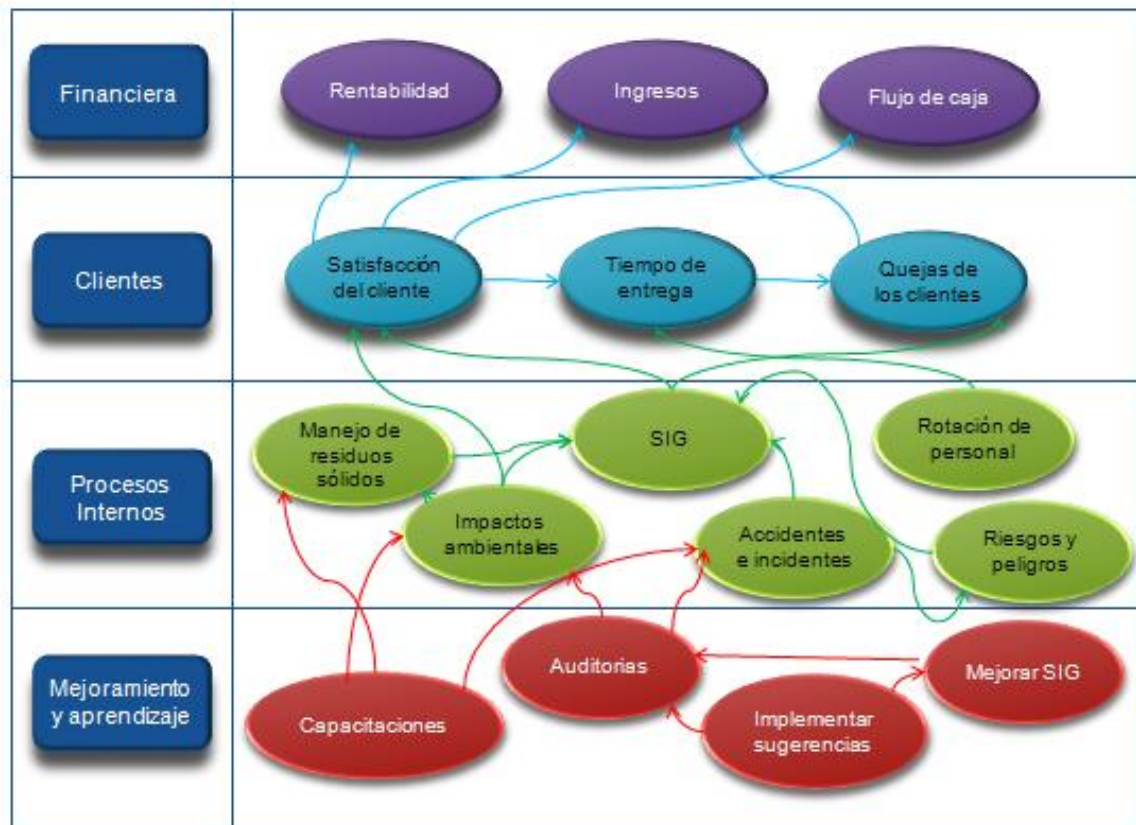 Financiera
Rentabilidad
Ingresos
Flujo de caja
Clientes
Satisfacción
del cliente
Tiempo de
entrega
Quejas de
los clientes
Procesos
Internos
Manejo de
residuos
sólidos
SIG
Rotación de
personal
Impactos
ambientales
Accidentes
e incidentes
Riesgos y
peligros
Mejoramiento
y aprendizaje
Capacitaciones
Auditorias
Implementar
sugerencias
Mejorar SIG